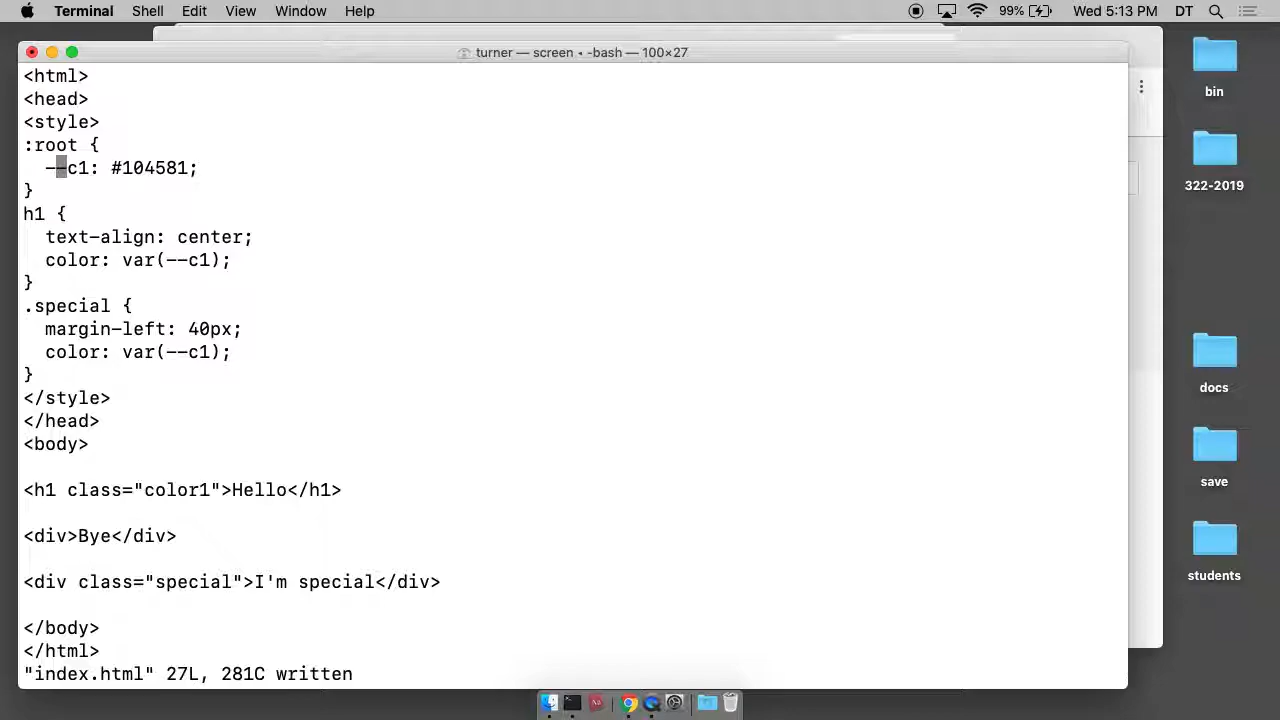 Terminal Shell Edit View Window Help 99% Wed 5:13 PM DT
turner — screen ◂ -bash — 100×27
<html>
<head>
<style>
:root {
  --c1: #104581;
}
h1 {
  text-align: center;
  color: var(--c1);
}
.special {
  margin-left: 40px;
  color: var(--c1);
}
</style>
</head>
<body>
<h1 class="color1">Hello</h1>
<div>Bye</div>
<div class="special">I'm special</div>
</body>
</html>
"index.html" 27L, 281C written
bin
322-2019
docs
save
students